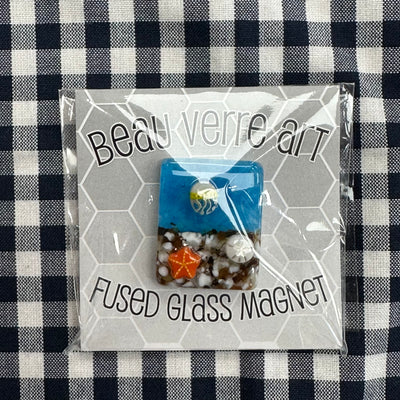 Beau Verre Art
Fused Glass Magnet